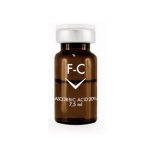 F-C
ASCORBIC ACID 20%
7,5 ml